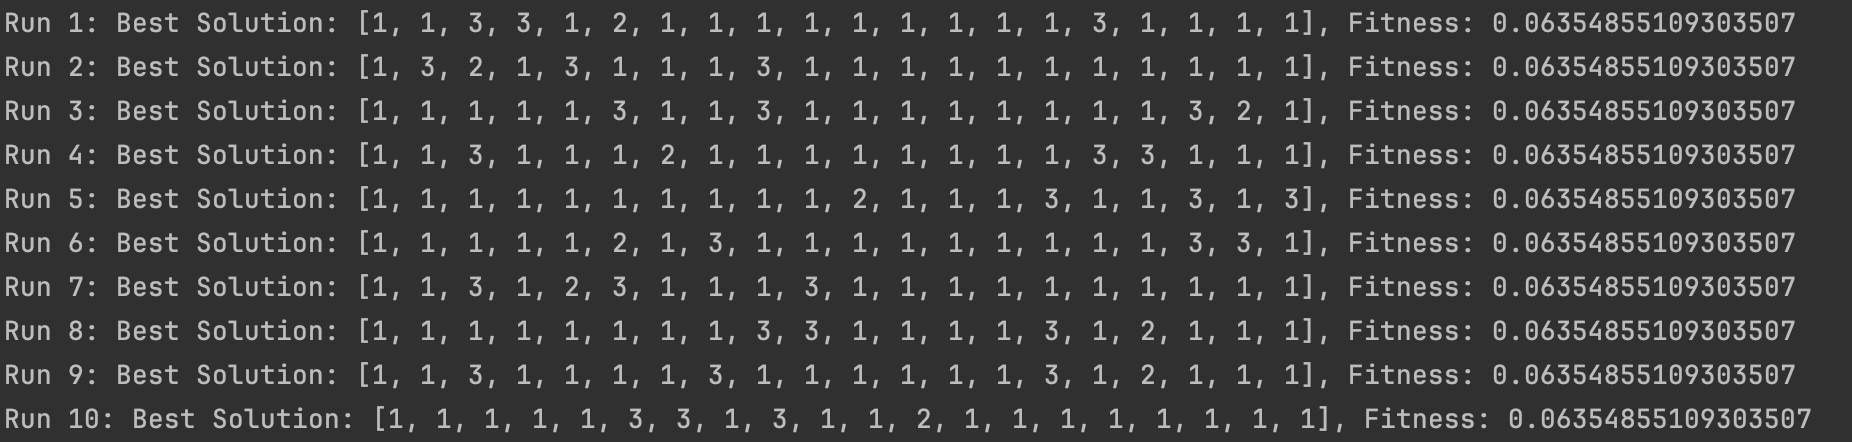 Run 1: Best Solution: [1, 1, 3, 3, 1, 2, 1, 1, 1, 1, 1, 1, 1, 1, 1, 3, 1, 1, 1, 1], Fitness: 0.06354855109303507
Run 2: Best Solution: [1, 3, 2, 1, 3, 1, 1, 1, 3, 1, 1, 1, 1, 1, 1, 1, 1, 1, 1, 1], Fitness: 0.06354855109303507
Run 3: Best Solution: [1, 1, 1, 1, 1, 3, 1, 1, 3, 1, 1, 1, 1, 1, 1, 1, 1, 3, 2, 1], Fitness: 0.06354855109303507
Run 4: Best Solution: [1, 1, 3, 1, 1, 1, 2, 1, 1, 1, 1, 1, 1, 1, 1, 3, 3, 1, 1, 1], Fitness: 0.06354855109303507
Run 5: Best Solution: [1, 1, 1, 1, 1, 1, 1, 1, 1, 1, 2, 1, 1, 1, 3, 1, 1, 3, 1, 3], Fitness: 0.06354855109303507
Run 6: Best Solution: [1, 1, 1, 1, 1, 2, 1, 3, 1, 1, 1, 1, 1, 1, 1, 1, 1, 3, 3, 1], Fitness: 0.06354855109303507
Run 7: Best Solution: [1, 1, 3, 1, 2, 3, 1, 1, 1, 3, 1, 1, 1, 1, 1, 1, 1, 1, 1, 1], Fitness: 0.06354855109303507
Run 8: Best Solution: [1, 1, 1, 1, 1, 1, 1, 1, 3, 3, 1, 1, 1, 1, 3, 1, 2, 1, 1, 1], Fitness: 0.06354855109303507
Run 9: Best Solution: [1, 1, 3, 1, 1, 1, 1, 3, 1, 1, 1, 1, 1, 1, 3, 1, 2, 1, 1, 1], Fitness: 0.06354855109303507
Run 10: Best Solution: [1, 1, 1, 1, 1, 3, 3, 1, 3, 1, 1, 2, 1, 1, 1, 1, 1, 1, 1, 1], Fitness: 0.06354855109303507